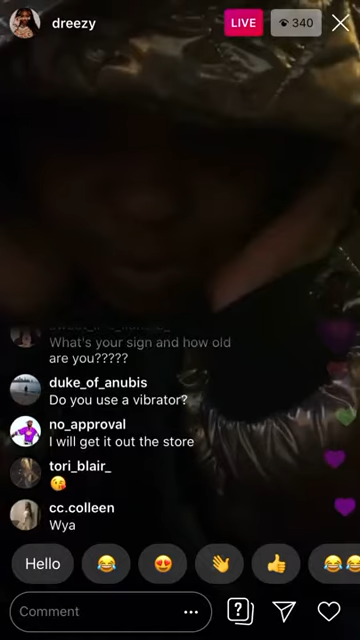 dreezy
LIVE
340
What's your sign and how old
are you?????
duke_of_anubis
Do you use a vibrator?
no_approval
I will get it out the store
tori_blair_
😘
cc.colleen
Wya
Hello 😂 😍 👋 👍 😂😂
Comment ...